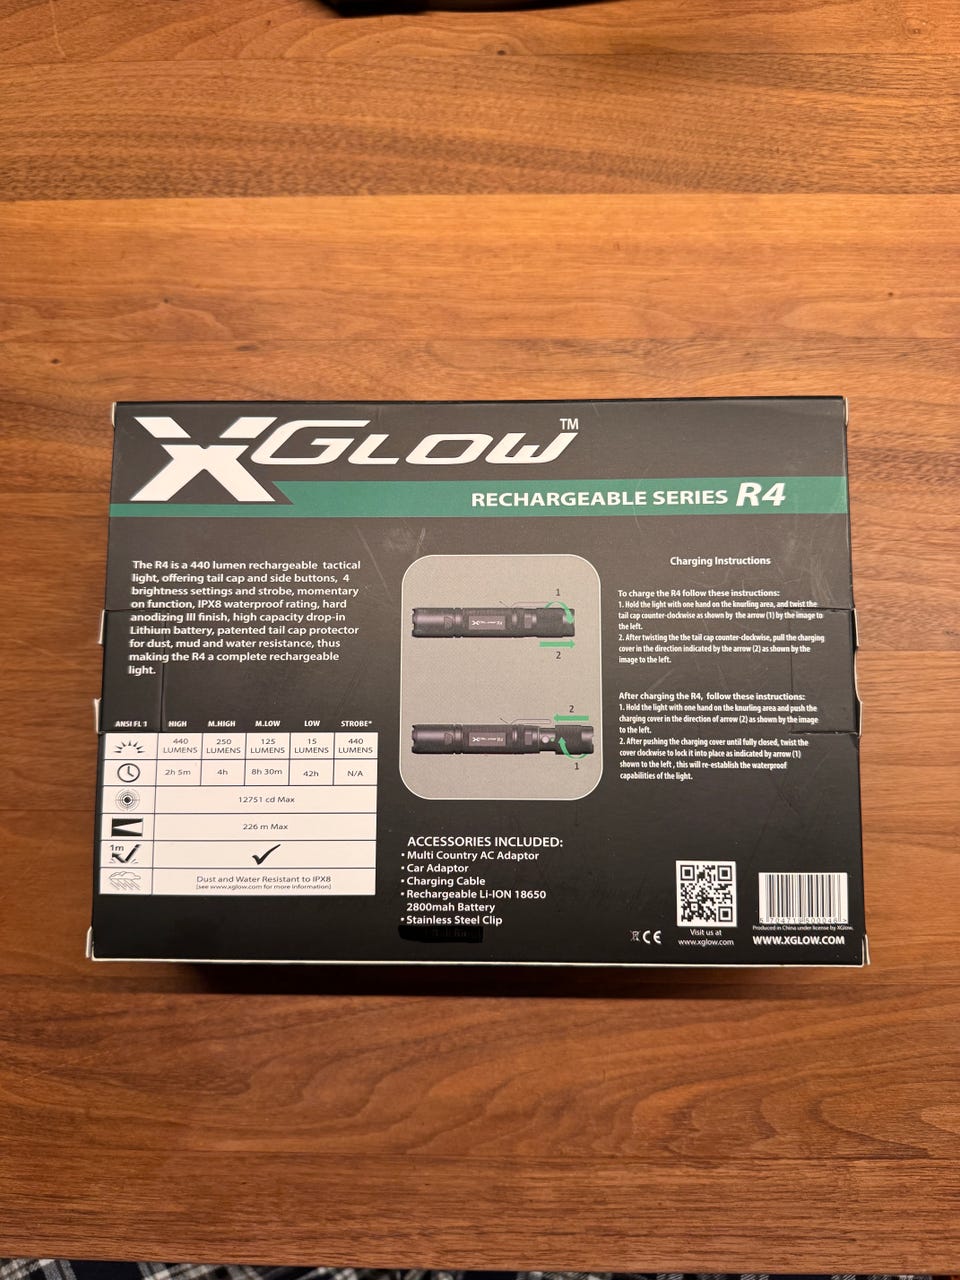 XGLOW™
RECHARGEABLE SERIES R4
The R4 is a 440 lumen rechargeable tactical
light, offering tail cap and side buttons, 4
brightness settings and strobe, momentary
on function, IPX8 waterproof rating, hard
anodizing III finish, high capacity drop-in
Lithium battery, patented tail cap protector
for dust, mud and water resistance, thus
making the R4 a complete rechargeable
light.
ANSI FL 1 HIGH M.HIGH M.LOW LOW STROBE*
440 LUMENS 250 LUMENS 125 LUMENS 15 LUMENS 440 LUMENS
2h 5m 4h 8h 30m 42h N/A
12751 cd Max
226 m Max
1m
Dust and Water Resistant to IPX8
(see www.xglow.com for more information)
1
2
2
1
ACCESSORIES INCLUDED:
• Multi Country AC Adaptor
• Car Adaptor
• Charging Cable
• Rechargeable Li-ION 18650
2800mah Battery
• Stainless Steel Clip
Charging Instructions
To charge the R4 follow these instructions:
1. Hold the light with one hand on the knurling area, and twist the
tail cap counter-clockwise as shown by the arrow (1) by the image to
the left.
2. After twisting the the tail cap counter-clockwise, pull the charging
cover in the direction indicated by the arrow (2) as shown by the
image to the left.
After charging the R4, follow these instructions:
1. Hold the light with one hand on the knurling area and push the
charging cover in the direction of arrow (2) as shown by the image
to the left.
2. After pushing the charging cover until fully closed, twist the
cover clockwise to lock it into place as indicated by arrow (1)
shown to the left, this will re-establish the waterproof
capabilities of the light.
CE
Visit us at
www.xglow.com
Produced in China under license by XGlow.
WWW.XGLOW.COM